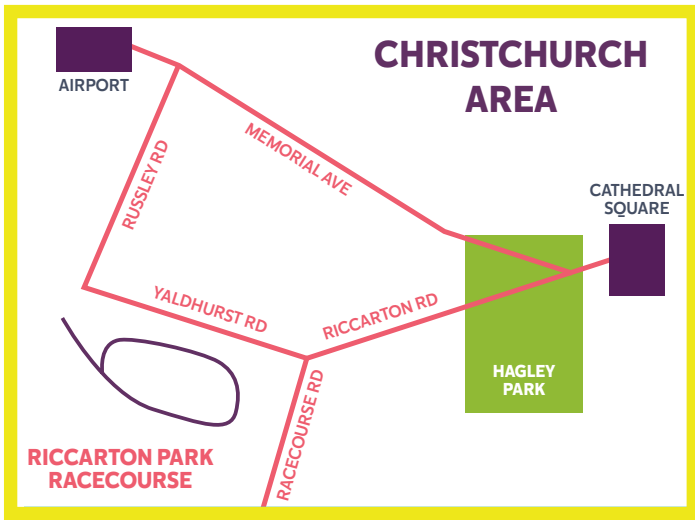 CHRISTCHURCH
AREA
AIRPORT
MEMORIAL AVE
RUSSLEY RD
CATHEDRAL
SQUARE
YALDHURST RD
RICCARTON RD
HAGLEY
PARK
RACECOURSE RD
RICCARTON PARK
RACECOURSE